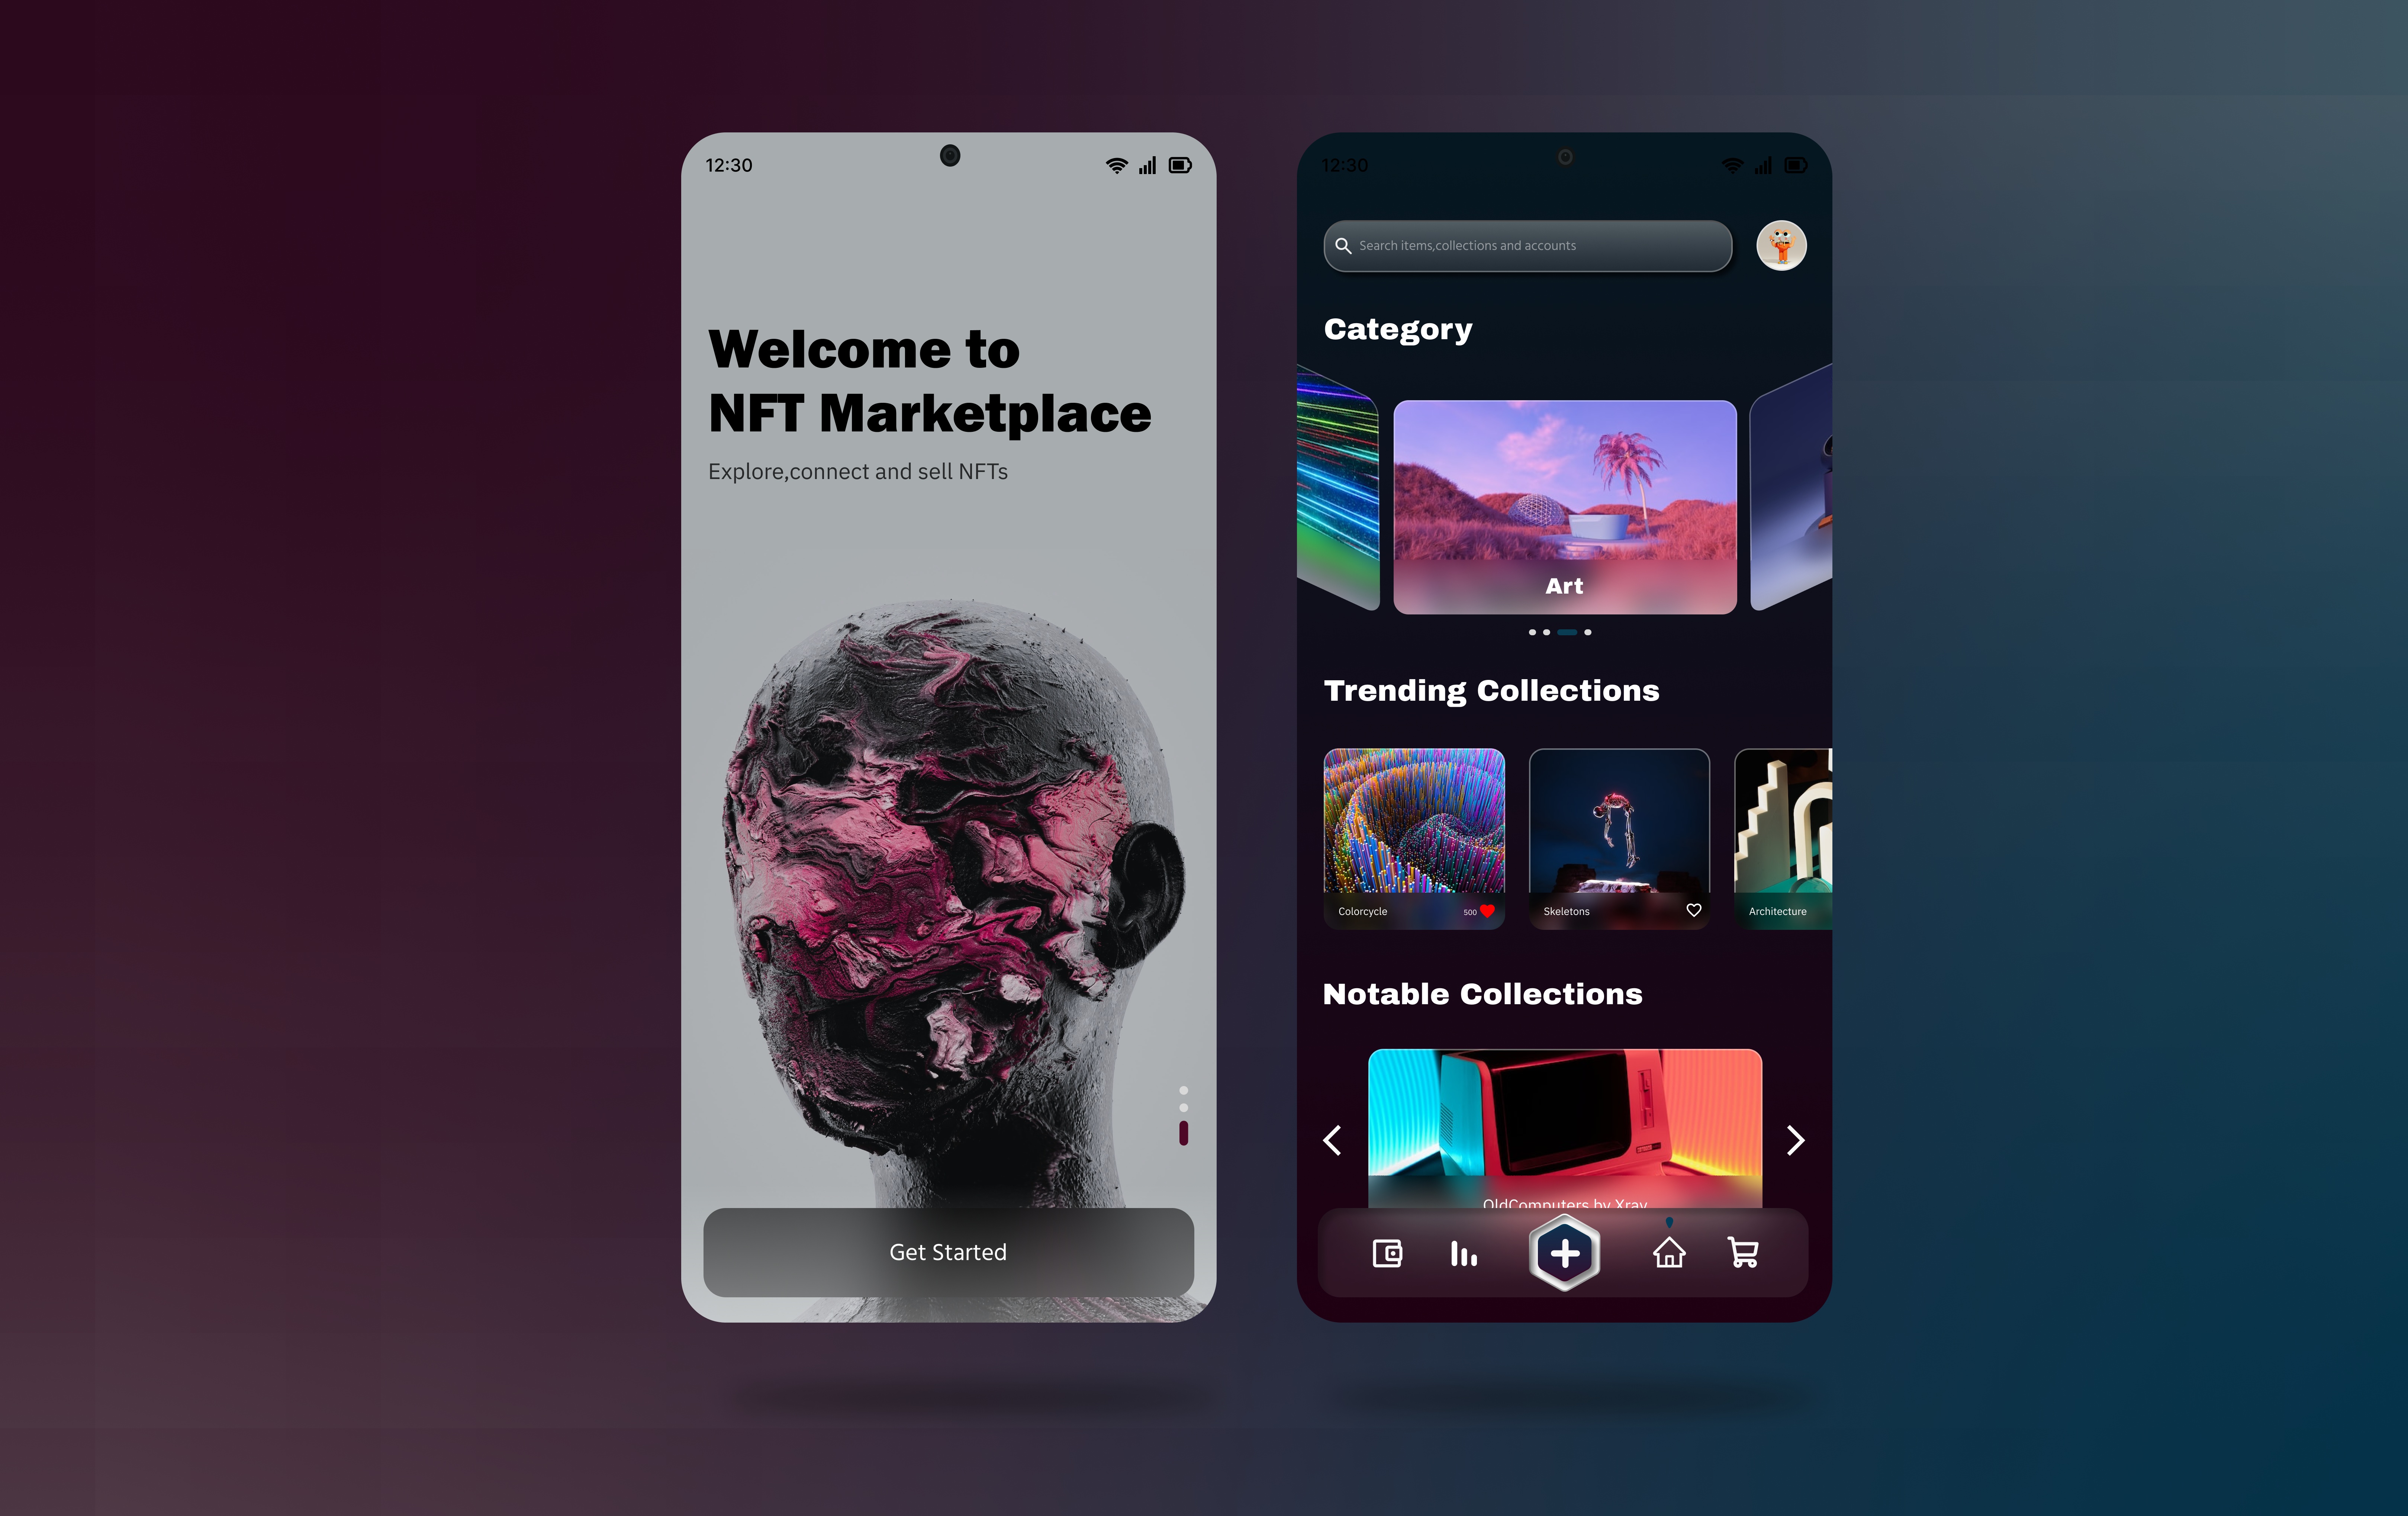 12:30
Welcome to
NFT Marketplace
Explore,connect and sell NFTs
Get Started
12:30
Search items,collections and accounts
Category
Art
Trending Collections
Colorcycle
500
Skeletons
Architecture
Notable Collections
OldComputers by Xray